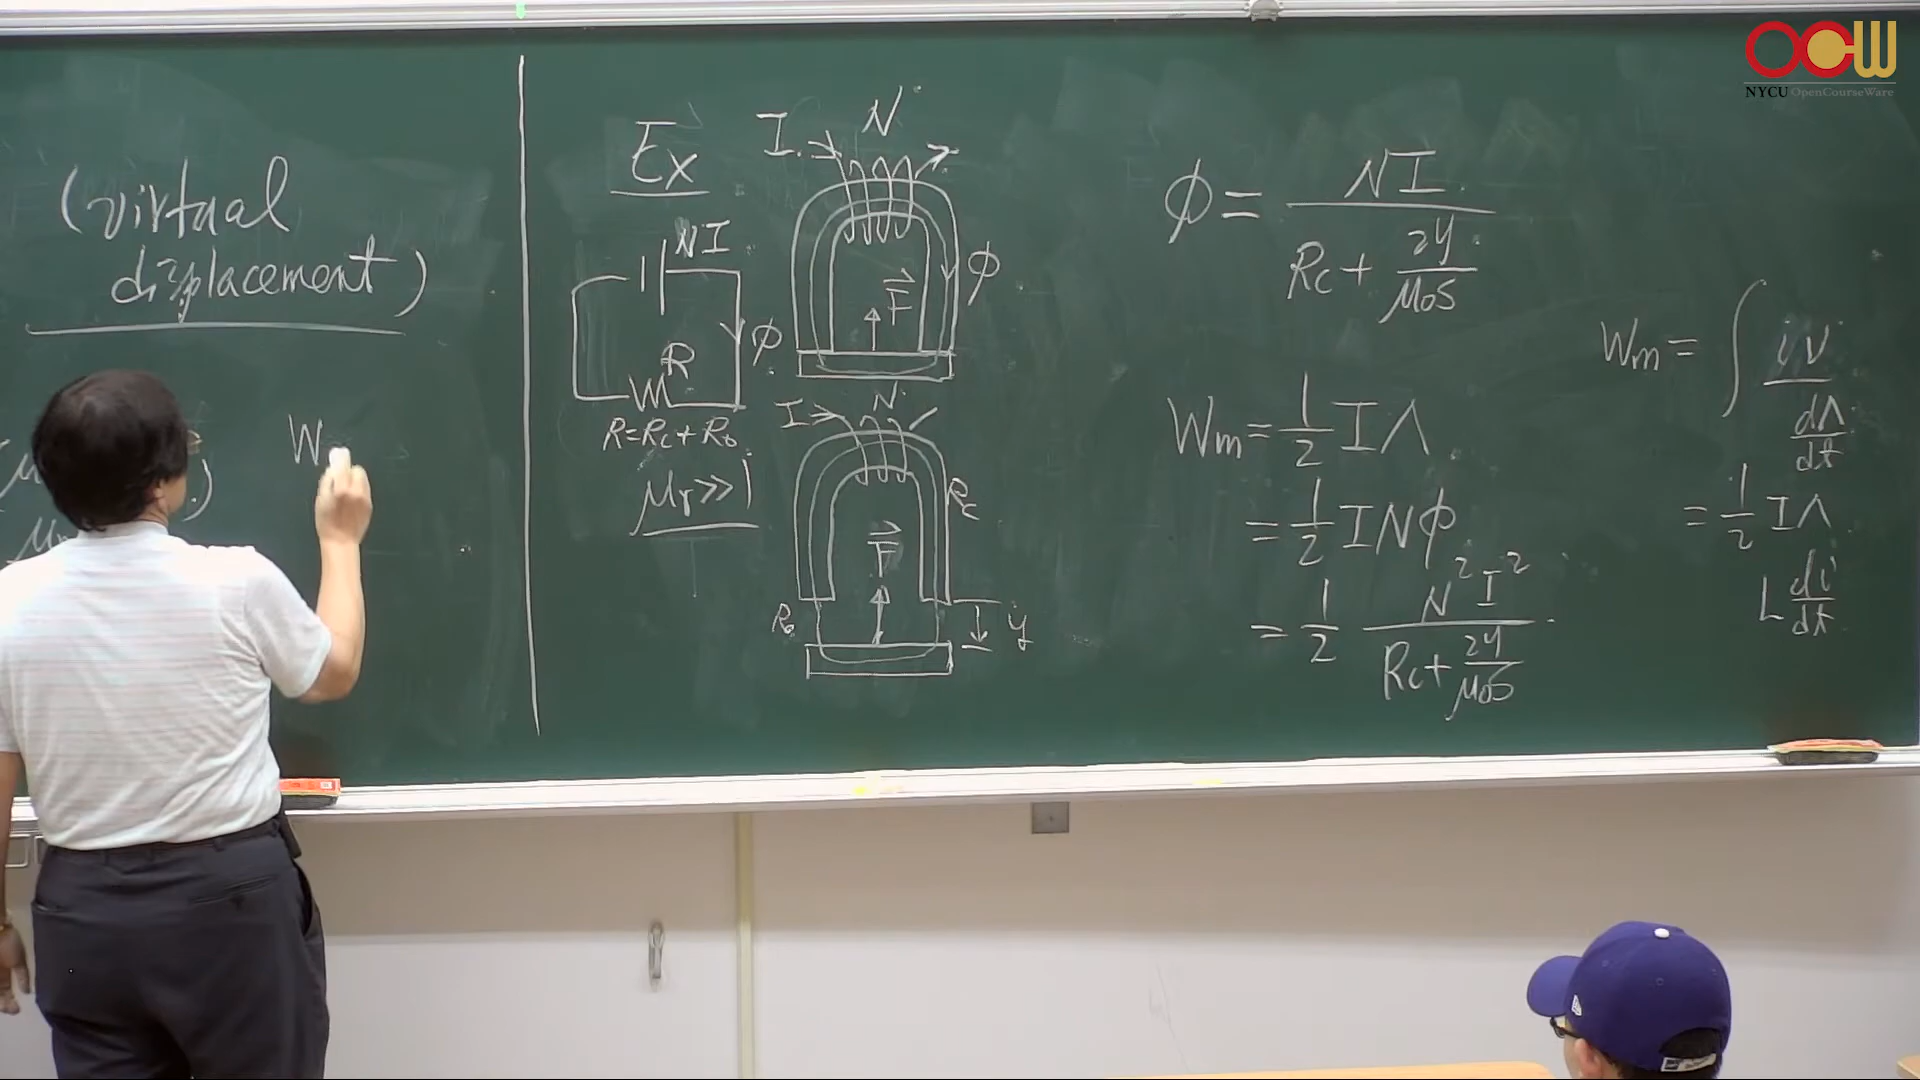 (virtual
displacement)
W
Ex
I
N
NI
ϕ
R
R=Rc+R₀
μr>>1
F
ϕ
I
N
Rc
F
R₀
y
ϕ = NI / (Rc + 2y/μ₀S)
Wm = 1/2 IΛ
= 1/2 INϕ
= 1/2 N²I² / (Rc + 2y/μ₀S)
Wm = ∫ iv
dΛ/dt
= 1/2 IΛ
L di/dt
OCW
NYCU OpenCourseWare